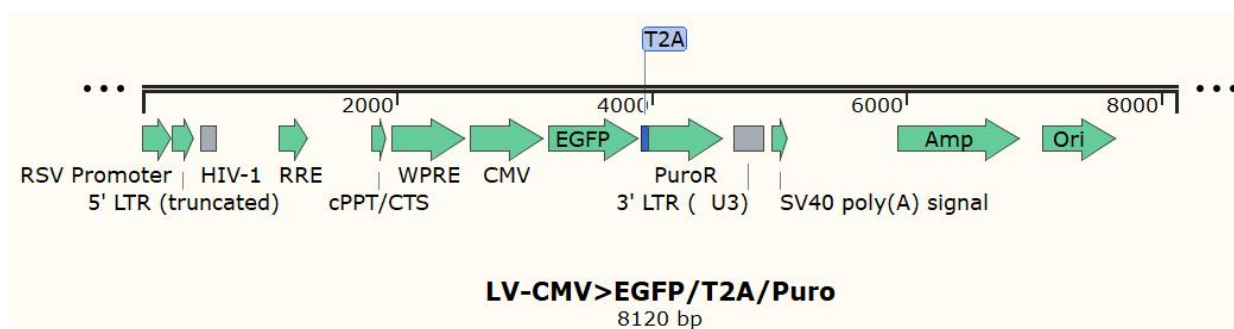 T2A
2000 4000 6000 8000
EGFP Amp Ori
RSV Promoter HIV-1 RRE WPRE CMV PuroR
5' LTR (truncated) cPPT/CTS 3' LTR ( U3) SV40 poly(A) signal
LV-CMV>EGFP/T2A/Puro
8120 bp